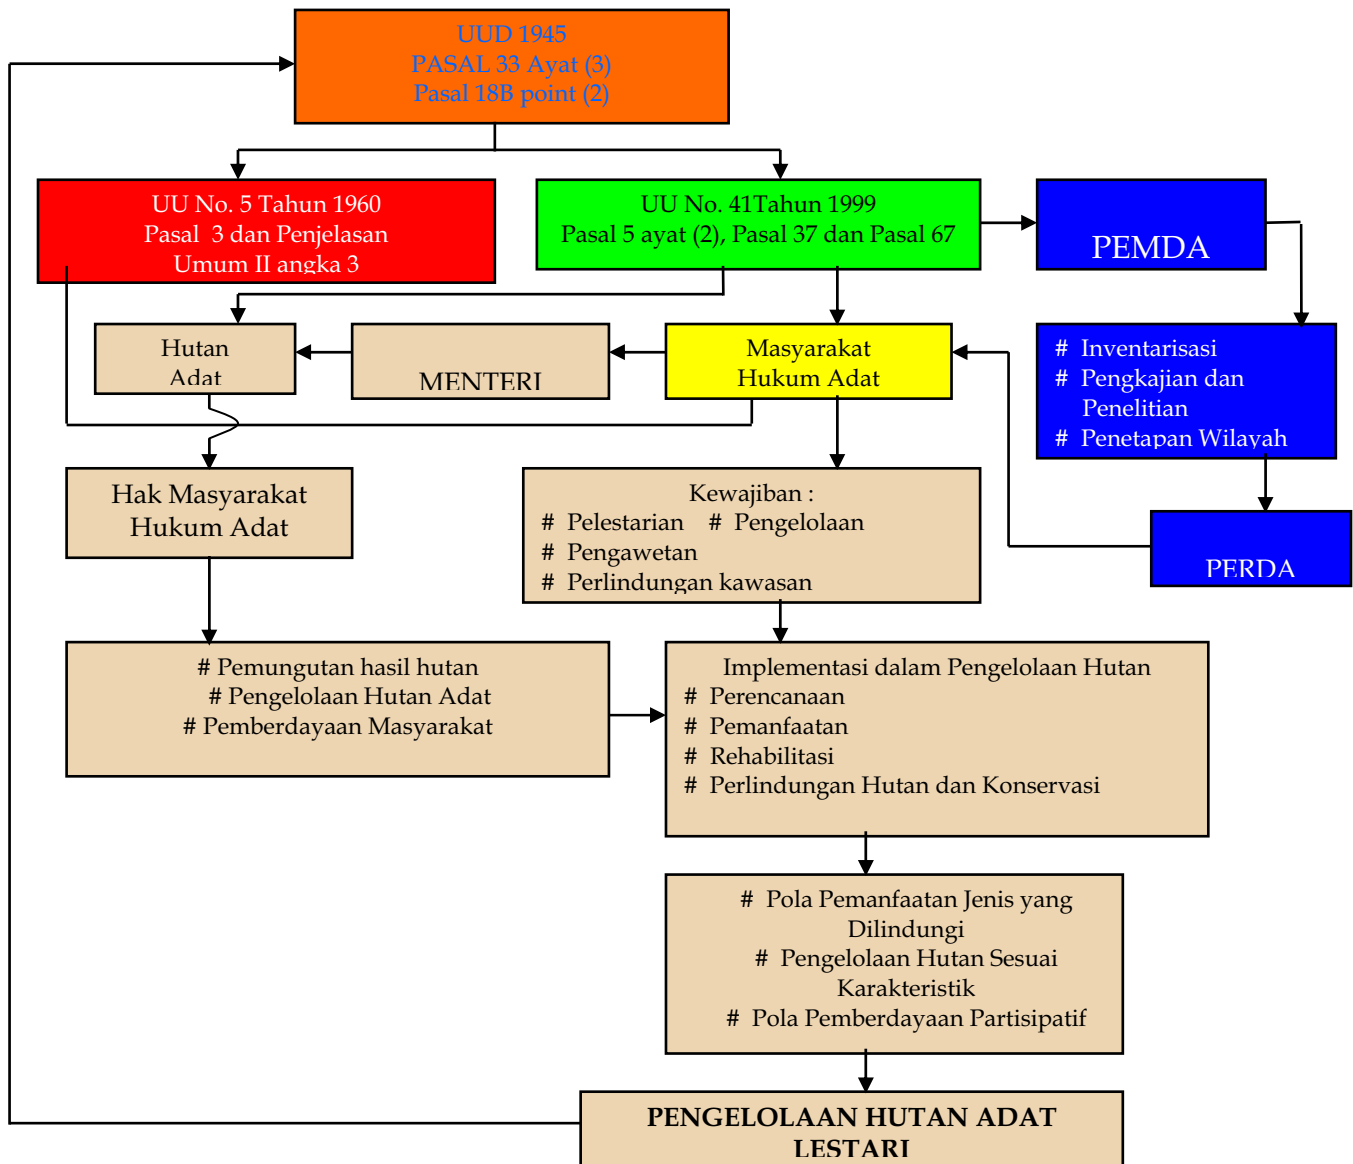 UUD 1945
PASAL 33 Ayat (3)
Pasal 18B point (2)
UU No. 5 Tahun 1960
Pasal 3 dan Penjelasan
Umum II angka 3
UU No. 41Tahun 1999
Pasal 5 ayat (2), Pasal 37 dan Pasal 67
PEMDA
Hutan
Adat
MENTERI
Masyarakat
Hukum Adat
# Inventarisasi
# Pengkajian dan
Penelitian
# Penetapan Wilayah
Hak Masyarakat
Hukum Adat
Kewajiban :
# Pelestarian # Pengelolaan
# Pengawetan
# Perlindungan kawasan
PERDA
# Pemungutan hasil hutan
# Pengelolaan Hutan Adat
# Pemberdayaan Masyarakat
Implementasi dalam Pengelolaan Hutan
# Perencanaan
# Pemanfaatan
# Rehabilitasi
# Perlindungan Hutan dan Konservasi
# Pola Pemanfaatan Jenis yang
Dilindungi
# Pengelolaan Hutan Sesuai
Karakteristik
# Pola Pemberdayaan Partisipatif
PENGELOLAAN HUTAN ADAT
LESTARI